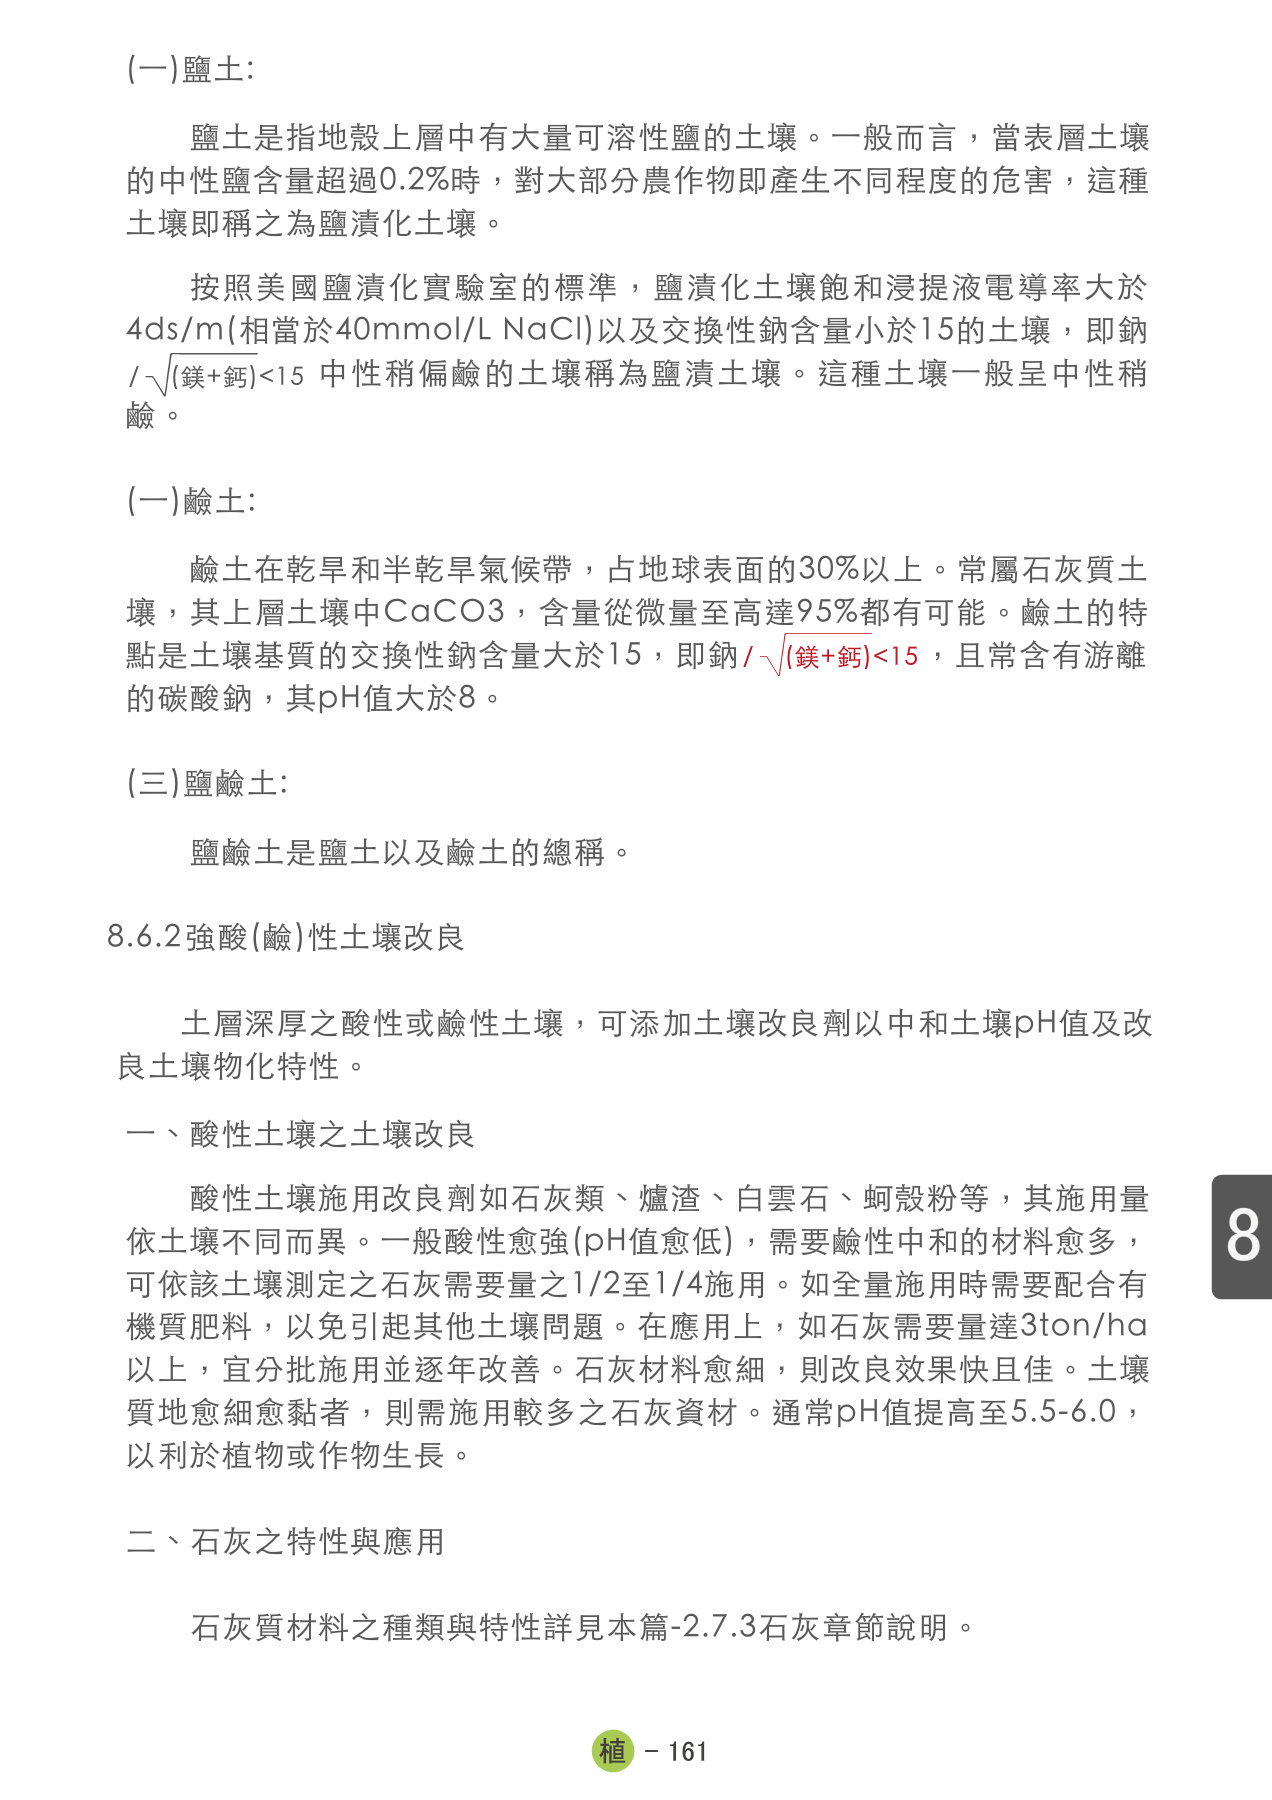 (一)鹽土:
鹽土是指地殼上層中有大量可溶性鹽的土壤。一般而言，當表層土壤
的中性鹽含量超過0.2%時，對大部分農作物即產生不同程度的危害，這種
土壤即稱之為鹽漬化土壤。
按照美國鹽漬化實驗室的標準，鹽漬化土壤飽和浸提液電導率大於
4ds/m(相當於40mmol/L NaCl)以及交換性鈉含量小於15的土壤，即鈉
/√(鎂+鈣)<15 中性稍偏鹼的土壤稱為鹽漬土壤。這種土壤一般呈中性稍
鹼。
(一)鹼土:
鹼土在乾旱和半乾旱氣候帶，占地球表面的30%以上。常屬石灰質土
壤，其上層土壤中CaCO3，含量從微量至高達95%都有可能。鹼土的特
點是土壤基質的交換性鈉含量大於15，即鈉/√(鎂+鈣)<15，且常含有游離
的碳酸鈉，其pH值大於8。
(三)鹽鹼土:
鹽鹼土是鹽土以及鹼土的總稱。
8.6.2強酸(鹼)性土壤改良
土層深厚之酸性或鹼性土壤，可添加土壤改良劑以中和土壤pH值及改
良土壤物化特性。
一、酸性土壤之土壤改良
酸性土壤施用改良劑如石灰類、爐渣、白雲石、蚵殼粉等，其施用量
依土壤不同而異。一般酸性愈強(pH值愈低)，需要鹼性中和的材料愈多，
可依該土壤測定之石灰需要量之1/2至1/4施用。如全量施用時需要配合有
機質肥料，以免引起其他土壤問題。在應用上，如石灰需要量達3ton/ha
以上，宜分批施用並逐年改善。石灰材料愈細，則改良效果快且佳。土壤
質地愈細愈黏者，則需施用較多之石灰資材。通常pH值提高至5.5-6.0，
以利於植物或作物生長。
二、石灰之特性與應用
石灰質材料之種類與特性詳見本篇-2.7.3石灰章節說明。
8
植 - 161